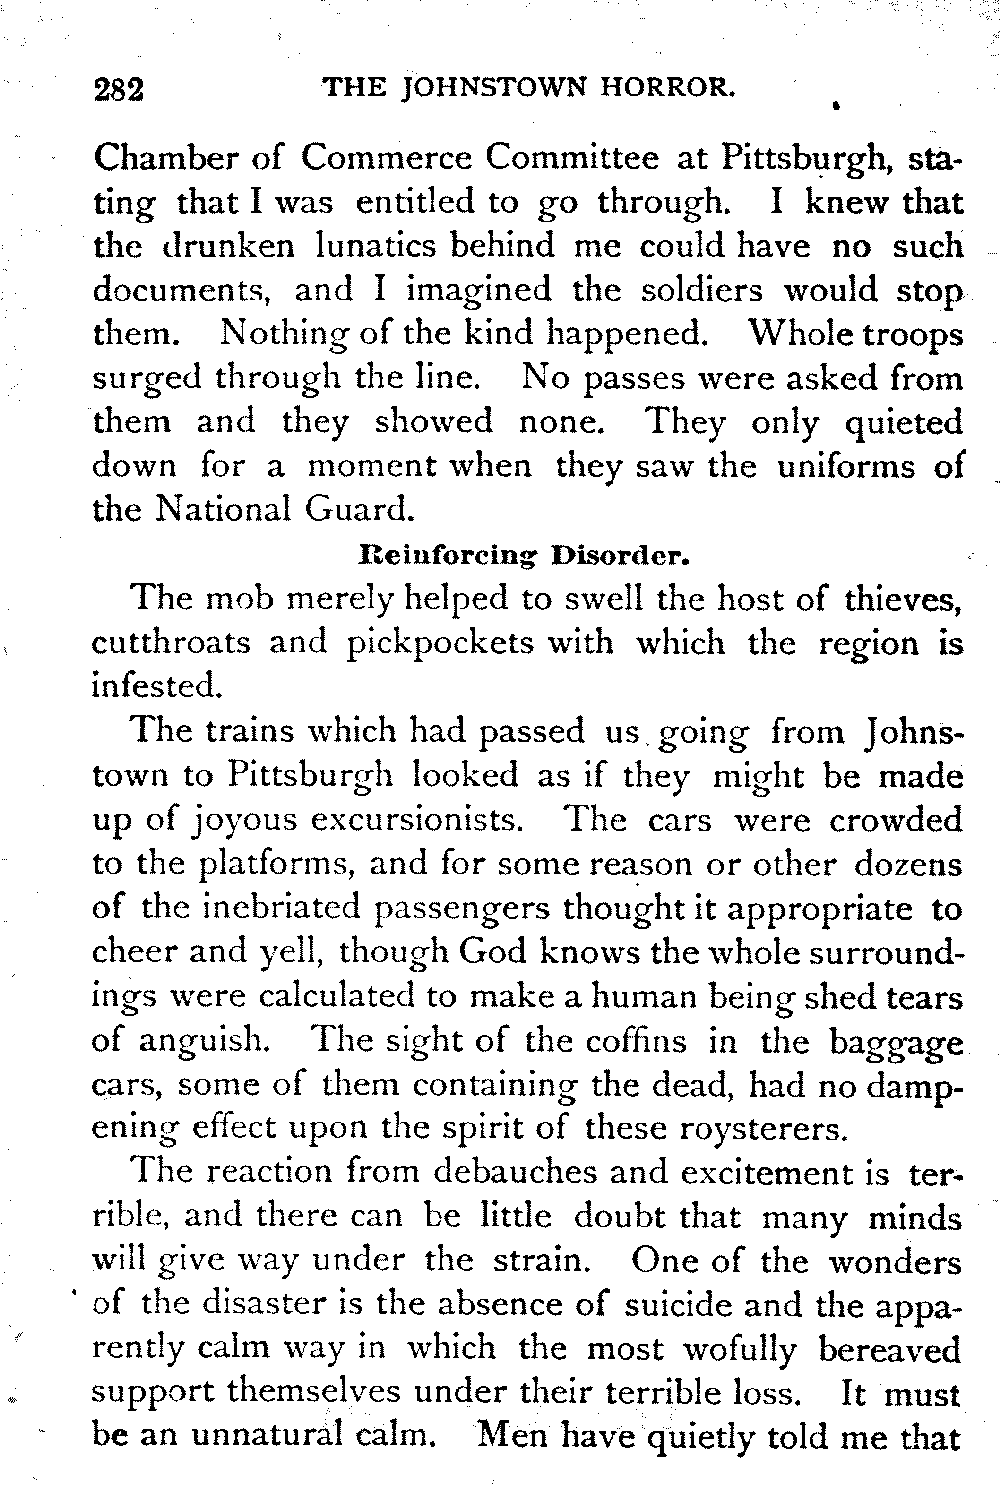 282 THE JOHNSTOWN HORROR.
Chamber of Commerce Committee at Pittsburgh, sta-
ting that I was entitled to go through. I knew that
the drunken lunatics behind me could have no such
documents, and I imagined the soldiers would stop
them. Nothing of the kind happened. Whole troops
surged through the line. No passes were asked from
them and they showed none. They only quieted
down for a moment when they saw the uniforms of
the National Guard.
Reinforcing Disorder.
The mob merely helped to swell the host of thieves,
cutthroats and pickpockets with which the region is
infested.
The trains which had passed us going from Johns-
town to Pittsburgh looked as if they might be made
up of joyous excursionists. The cars were crowded
to the platforms, and for some reason or other dozens
of the inebriated passengers thought it appropriate to
cheer and yell, though God knows the whole surround-
ings were calculated to make a human being shed tears
of anguish. The sight of the coffins in the baggage
cars, some of them containing the dead, had no damp-
ening effect upon the spirit of these roysterers.
The reaction from debauches and excitement is ter-
rible, and there can be little doubt that many minds
will give way under the strain. One of the wonders
of the disaster is the absence of suicide and the appa-
rently calm way in which the most wofully bereaved
support themselves under their terrible loss. It must
be an unnatural calm. Men have quietly told me that